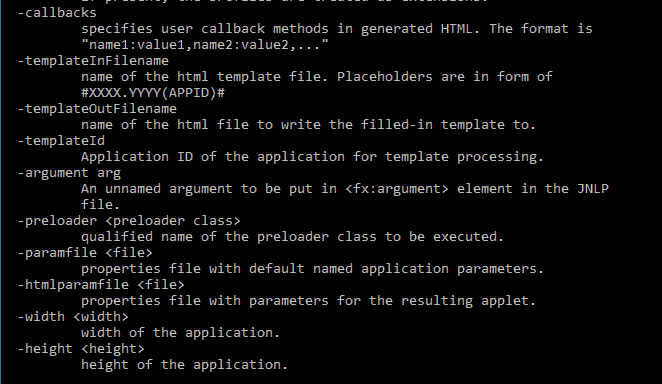 -callbacks
specifies user callback methods in generated HTML. The format is
"name1:value1,name2:value2,..."
-templateInFilename
name of the html template file. Placeholders are in form of
#XXXX.YYYY(APPID)#
-templateOutFilename
name of the html file to write the filled-in template to.
-templateId
Application ID of the application for template processing.
-argument arg
An unnamed argument to be put in <fx:argument> element in the JNLP
file.
-preloader <preloader class>
qualified name of the preloader class to be executed.
-paramfile <file>
properties file with default named application parameters.
-htmlparamfile <file>
properties file with parameters for the resulting applet.
-width <width>
width of the application.
-height <height>
height of the application.